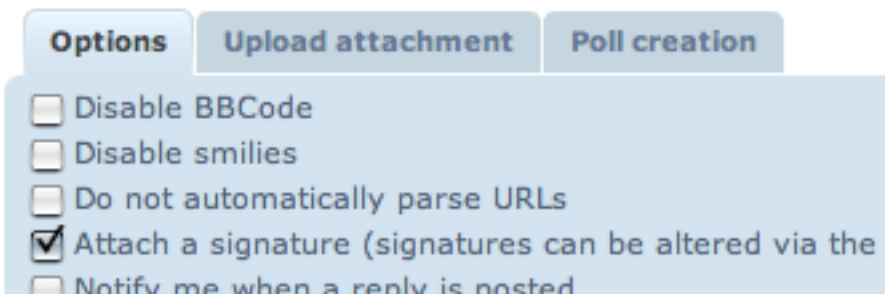 Options Upload attachment Poll creation
Disable BBCode
Disable smilies
Do not automatically parse URLs
Attach a signature (signatures can be altered via the
Notify me when a reply is posted